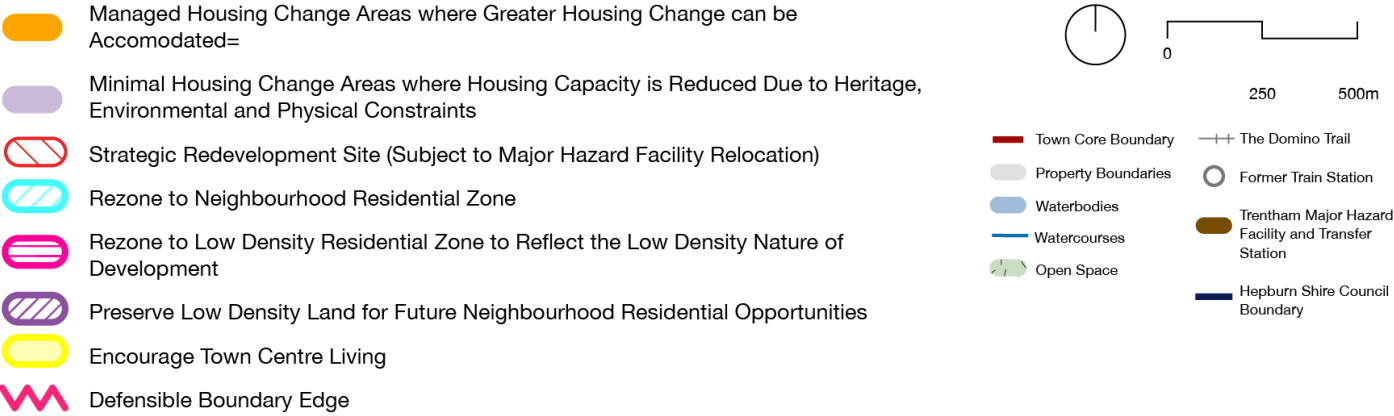 Managed Housing Change Areas where Greater Housing Change can be
Accomodated=
Minimal Housing Change Areas where Housing Capacity is Reduced Due to Heritage,
Environmental and Physical Constraints
Strategic Redevelopment Site (Subject to Major Hazard Facility Relocation)
Rezone to Neighbourhood Residential Zone
Rezone to Low Density Residential Zone to Reflect the Low Density Nature of
Development
Preserve Low Density Land for Future Neighbourhood Residential Opportunities
Encourage Town Centre Living
Defensible Boundary Edge
0
250
500m
Town Core Boundary
Property Boundaries
Waterbodies
Watercourses
Open Space
The Domino Trail
Former Train Station
Trentham Major Hazard
Facility and Transfer
Station
Hepburn Shire Council
Boundary